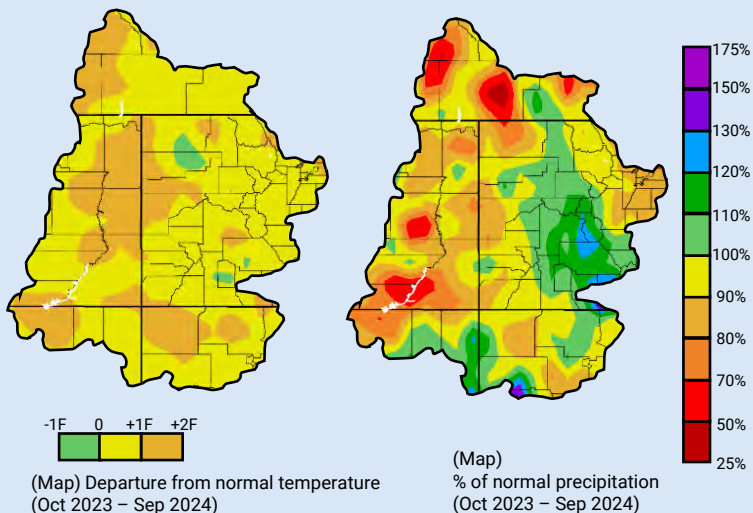 175%
150%
130%
120%
110%
100%
90%
80%
70%
50%
25%
-1F 0 +1F +2F
(Map) Departure from normal temperature
(Oct 2023 – Sep 2024)
(Map)
% of normal precipitation
(Oct 2023 – Sep 2024)